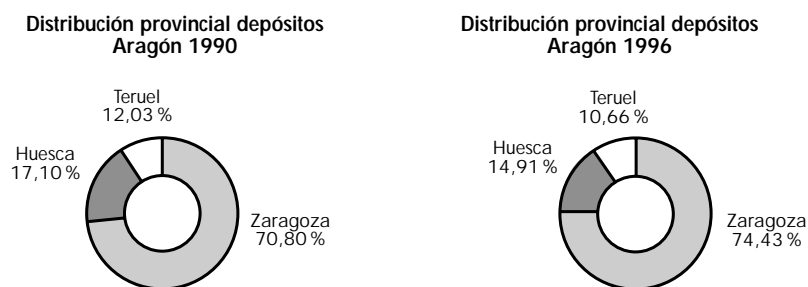 Distribución provincial depósitos
Aragón 1990
Teruel
12,03 %
Huesca
17,10 %
Zaragoza
70,80 %
Distribución provincial depósitos
Aragón 1996
Teruel
10,66 %
Huesca
14,91 %
Zaragoza
74,43 %